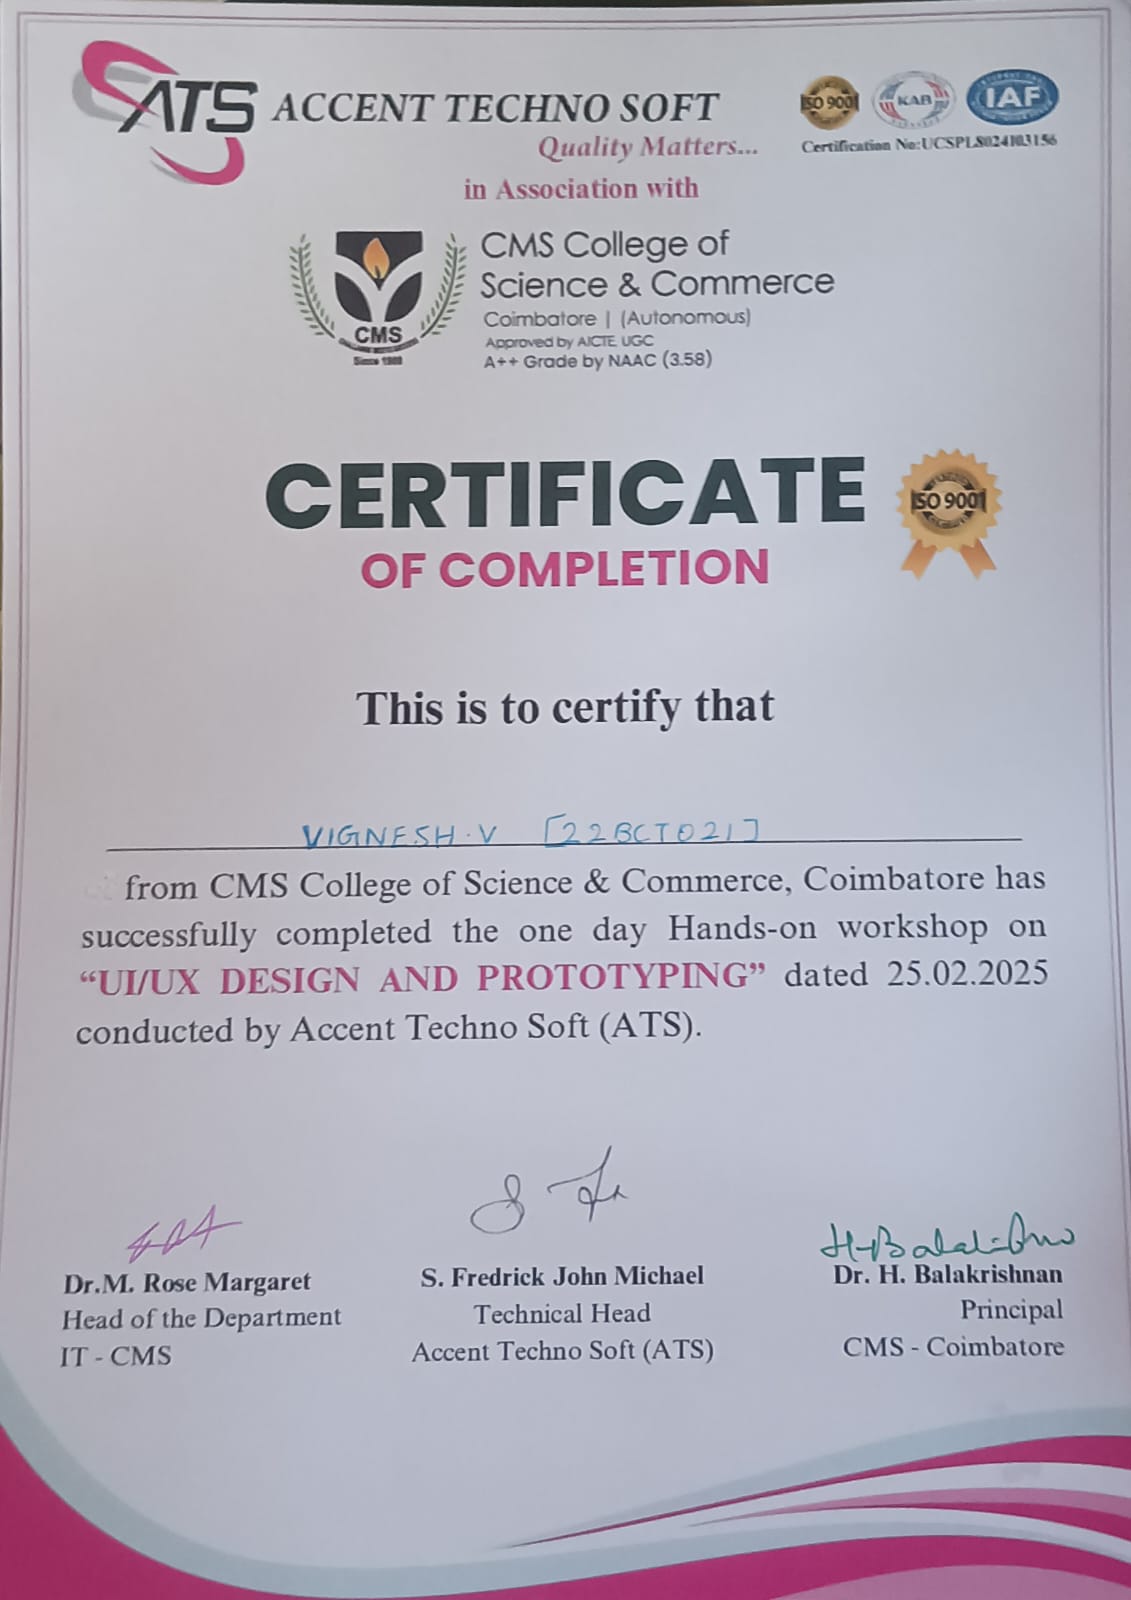 ATS ACCENT TECHNO SOFT
Quality Matters...
ISO 9001
KAB
IAF
Certification No:UCSPLS024103156
in Association with
CMS
Since 1988
CMS College of
Science & Commerce
Coimbatore | (Autonomous)
Approved by AICTE, UGC
A++ Grade by NAAC (3.58)
CERTIFICATE
OF COMPLETION
ISO 9001
This is to certify that
VIGNESH.V [22BCT021]
from CMS College of Science & Commerce, Coimbatore has
successfully completed the one day Hands-on workshop on
“UI/UX DESIGN AND PROTOTYPING” dated 25.02.2025
conducted by Accent Techno Soft (ATS).
H. Balakrishnan
Dr.M. Rose Margaret
Head of the Department
IT - CMS
S. Fredrick John Michael
Technical Head
Accent Techno Soft (ATS)
Dr. H. Balakrishnan
Principal
CMS - Coimbatore